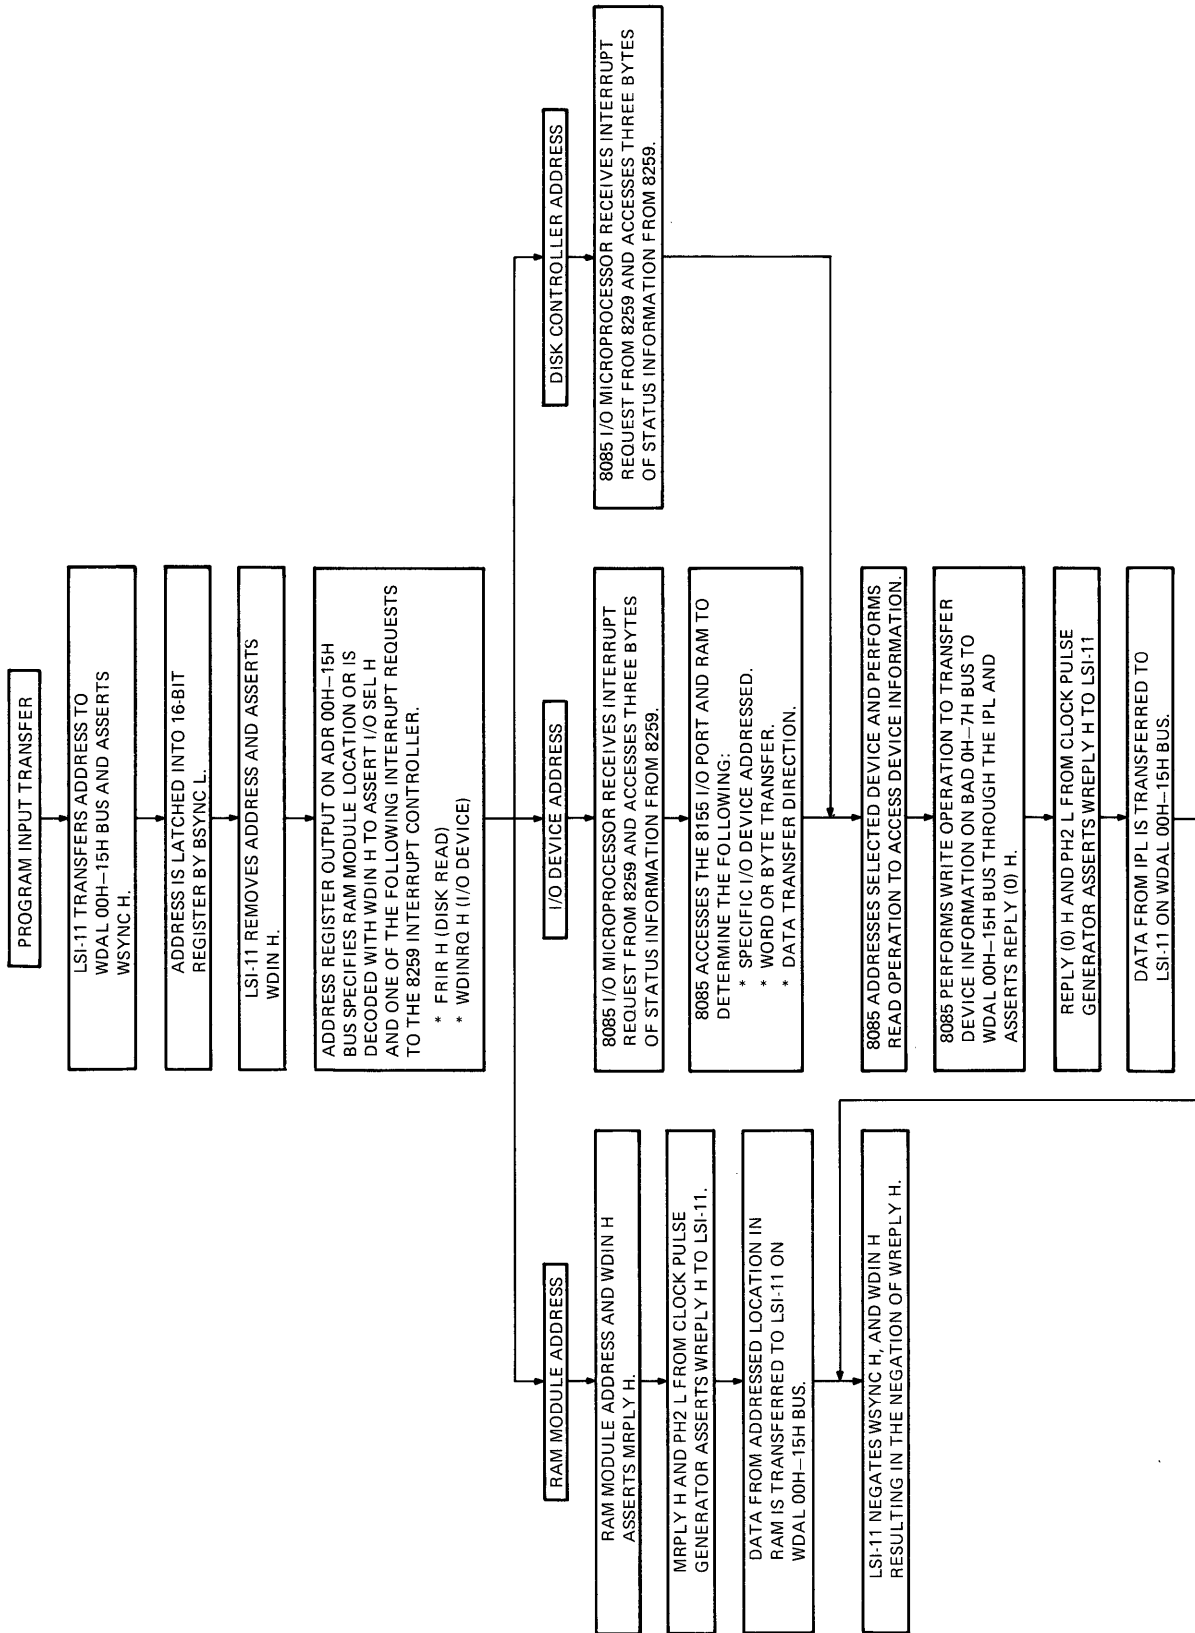 PROGRAM INPUT TRANSFER
LSI-11 TRANSFERS ADDRESS TO
WDAL 00H–15H BUS AND ASSERTS
WSYNC H.
ADDRESS IS LATCHED INTO 16-BIT
REGISTER BY BSYNC L.
LSI-11 REMOVES ADDRESS AND ASSERTS
WDIN H.
ADDRESS REGISTER OUTPUT ON ADR 00H–15H
BUS SPECIFIES RAM MODULE LOCATION OR IS
DECODED WITH WDIN H TO ASSERT I/O SEL H
AND ONE OF THE FOLLOWING INTERRUPT REQUESTS
TO THE 8259 INTERRUPT CONTROLLER.
* FRIR H (DISK READ)
* WDINRQ H (I/O DEVICE)
RAM MODULE ADDRESS
RAM MODULE ADDRESS AND WDIN H
ASSERTS MRPLY H.
MRPLY H AND PH2 L FROM CLOCK PULSE
GENERATOR ASSERTS WREPLY H TO LSI-11.
DATA FROM ADDRESSED LOCATION IN
RAM IS TRANSFERRED TO LSI-11 ON
WDAL 00H–15H BUS.
LSI-11 NEGATES WSYNC H, AND WDIN H
RESULTING IN THE NEGATION OF WREPLY H.
I/O DEVICE ADDRESS
8085 I/O MICROPROCESSOR RECEIVES INTERRUPT
REQUEST FROM 8259 AND ACCESSES THREE BYTES
OF STATUS INFORMATION FROM 8259.
8085 ACCESSES THE 8155 I/O PORT AND RAM TO
DETERMINE THE FOLLOWING:
* SPECIFIC I/O DEVICE ADDRESSED.
* WORD OR BYTE TRANSFER.
* DATA TRANSFER DIRECTION.
8085 ADDRESSES SELECTED DEVICE AND PERFORMS
READ OPERATION TO ACCESS DEVICE INFORMATION.
8085 PERFORMS WRITE OPERATION TO TRANSFER
DEVICE INFORMATION ON BAD 0H–7H BUS TO
WDAL 00H–15H BUS THROUGH THE IPL AND
ASSERTS REPLY (0) H.
REPLY (0) H AND PH2 L FROM CLOCK PULSE
GENERATOR ASSERTS WREPLY H TO LSI-11
DATA FROM IPL IS TRANSFERRED TO
LSI-11 ON WDAL 00H–15H BUS.
DISK CONTROLLER ADDRESS
8085 I/O MICROPROCESSOR RECEIVES INTERRUPT
REQUEST FROM 8259 AND ACCESSES THREE BYTES
OF STATUS INFORMATION FROM 8259.